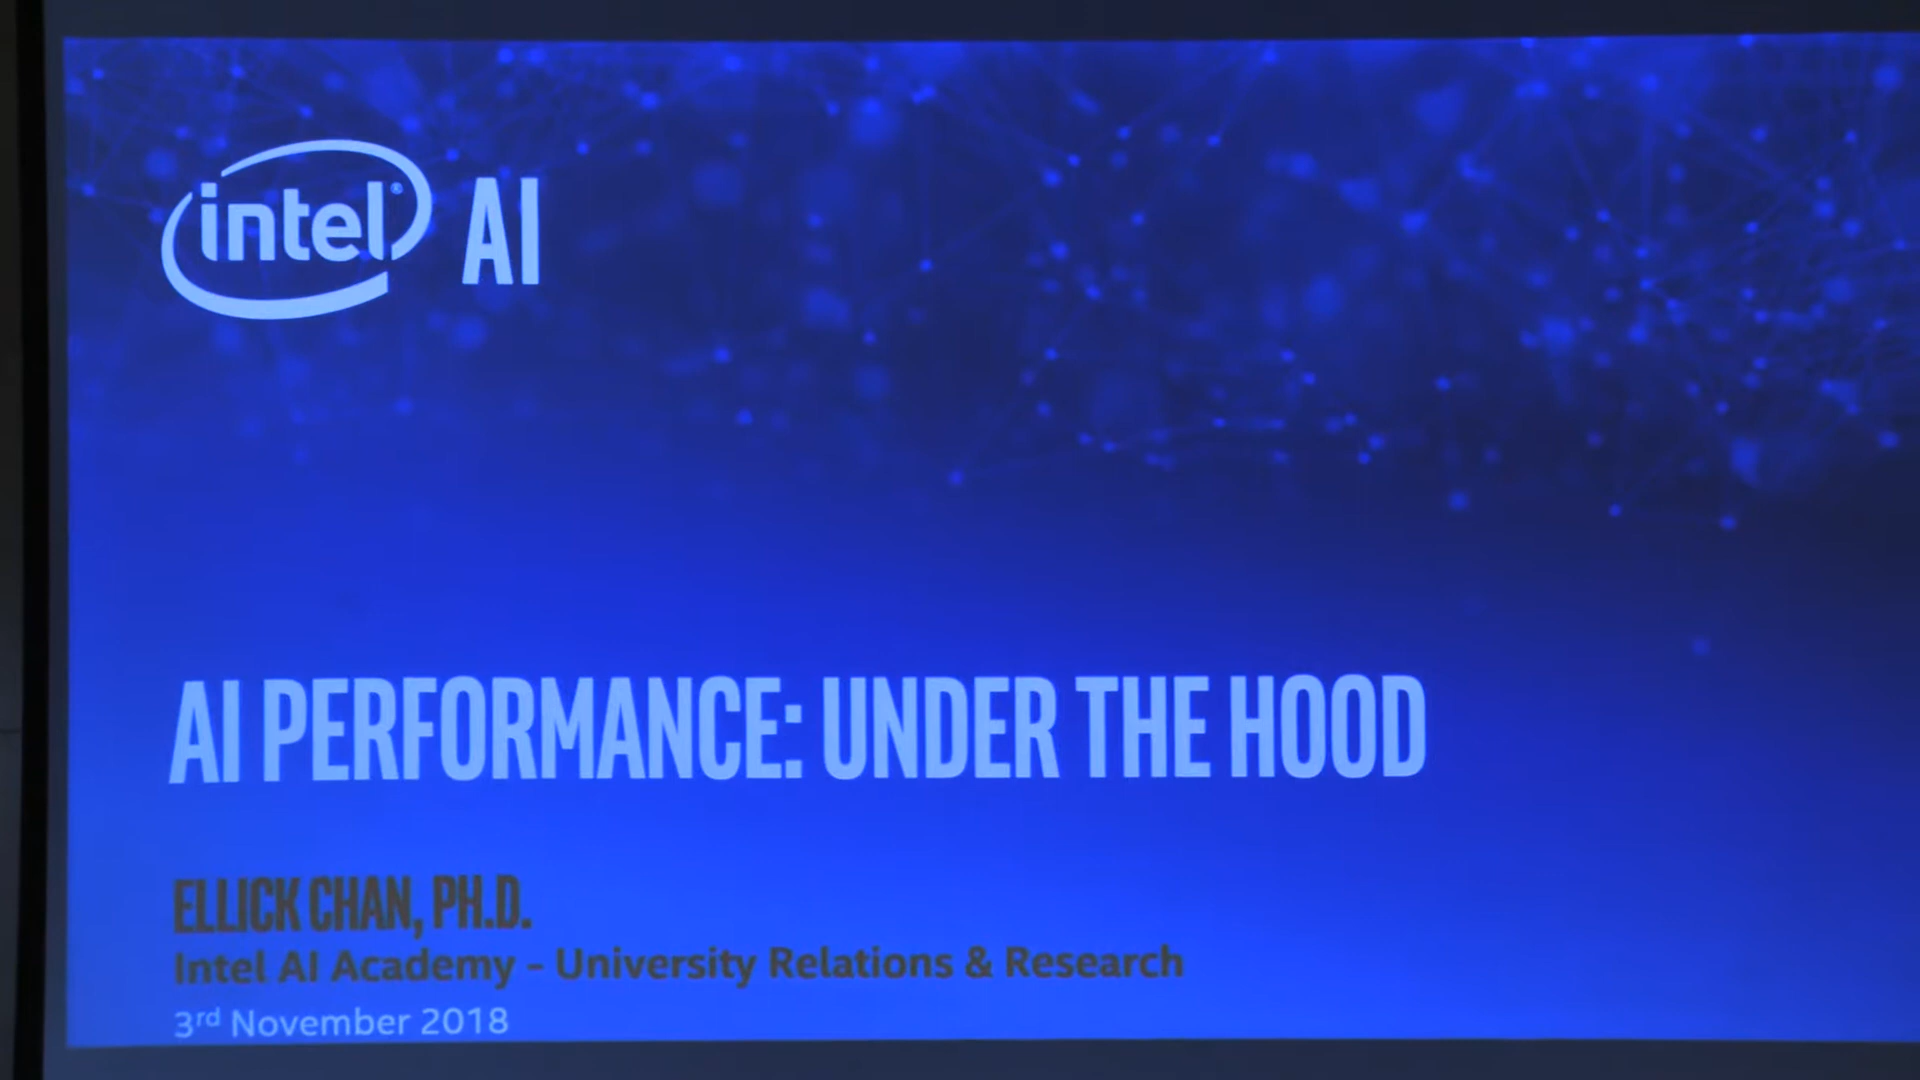 intel® AI
AI PERFORMANCE: UNDER THE HOOD
ELLICK CHAN, PH.D.
Intel AI Academy - University Relations & Research
3rd November 2018